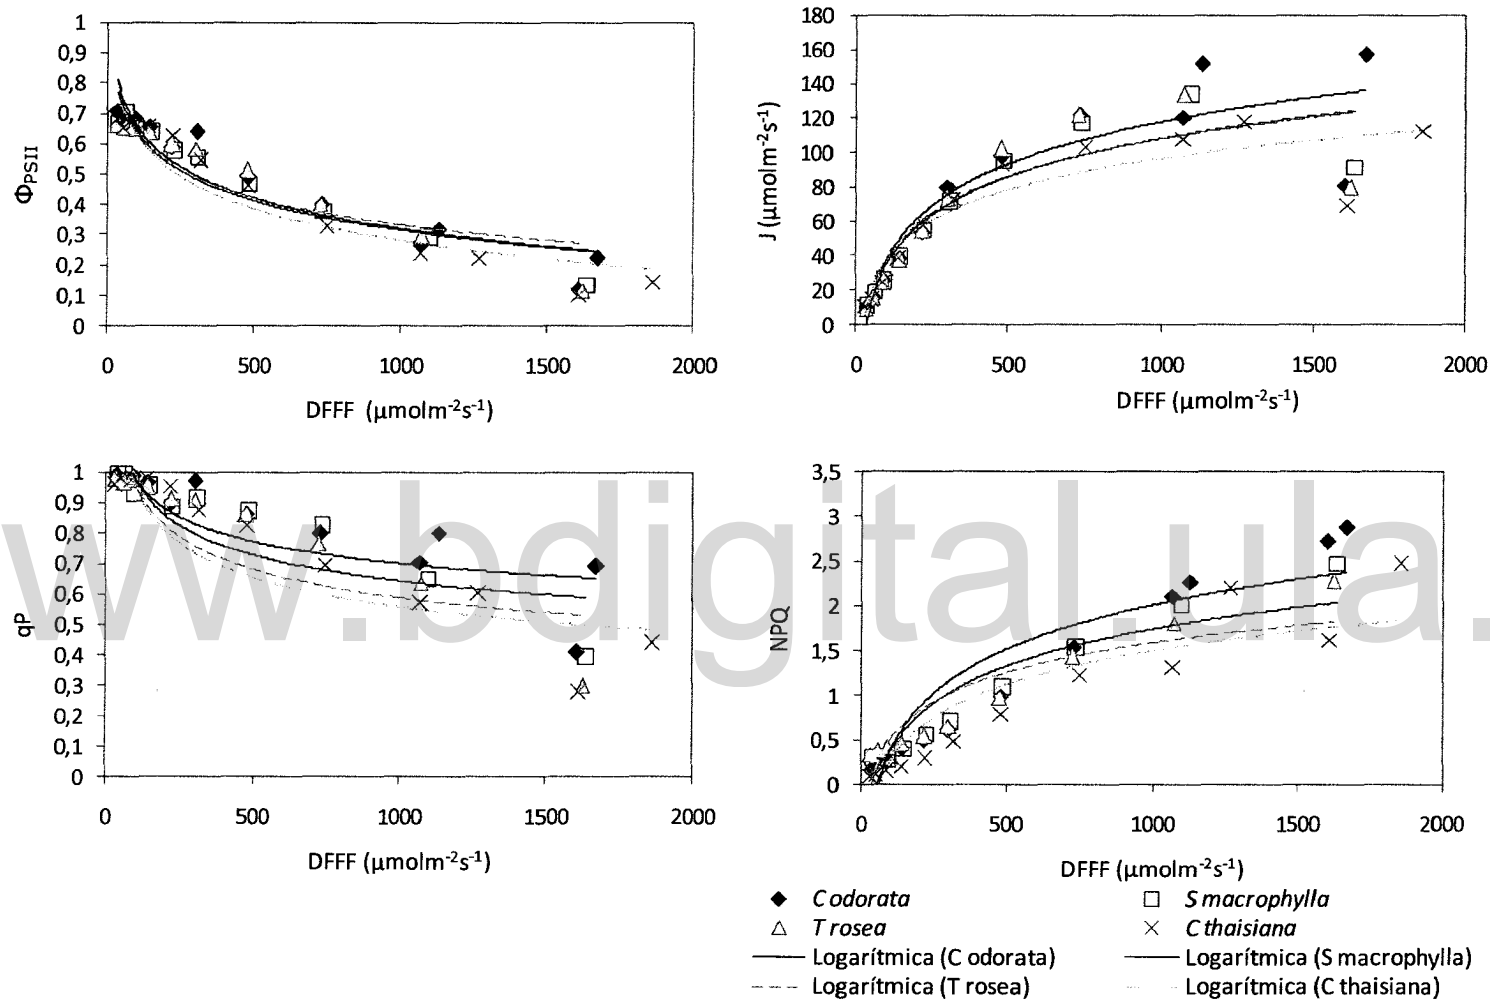 1
0,9
0,8
0,7
0,6
0,5
0,4
0,3
0,2
0,1
0
ΦPSII
0 500 1000 1500 2000
DFFF (µmolm-2s-1)
180
160
140
120
100
80
60
40
20
0
J (µmolm-2s-1)
0 500 1000 1500 2000
DFFF (µmolm-2s-1)
1
0,9
0,8
0,7
0,6
0,5
0,4
0,3
0,2
0,1
0
qP
0 500 1000 1500 2000
DFFF (µmolm-2s-1)
3,5
3
2,5
2
1,5
1
0,5
0
NPQ
0 500 1000 1500 2000
DFFF (µmolm-2s-1)
ww.bdigital.ula.
C odorata
S macrophylla
T rosea
C thaisiana
Logarítmica (C odorata)
Logarítmica (S macrophylla)
Logarítmica (T rosea)
Logarítmica (C thaisiana)